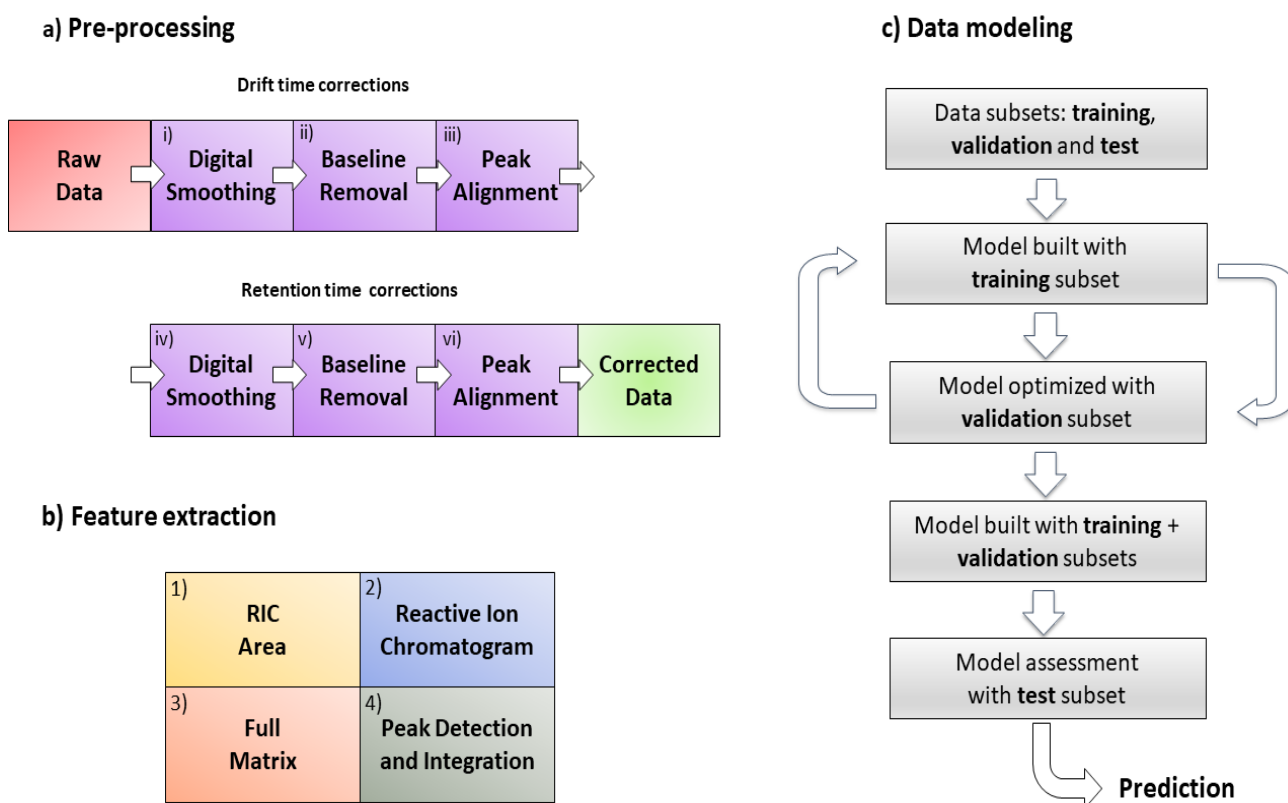 a) Pre-processing
Drift time corrections
Raw
Data
i)
Digital
Smoothing
ii)
Baseline
Removal
iii)
Peak
Alignment
Retention time corrections
iv)
Digital
Smoothing
v)
Baseline
Removal
vi)
Peak
Alignment
Corrected
Data
b) Feature extraction
1)
RIC
Area
2)
Reactive Ion
Chromatogram
3)
Full
Matrix
4)
Peak Detection
and Integration
c) Data modeling
Data subsets: training,
validation and test
Model built with
training subset
Model optimized with
validation subset
Model built with training +
validation subsets
Model assessment
with test subset
Prediction